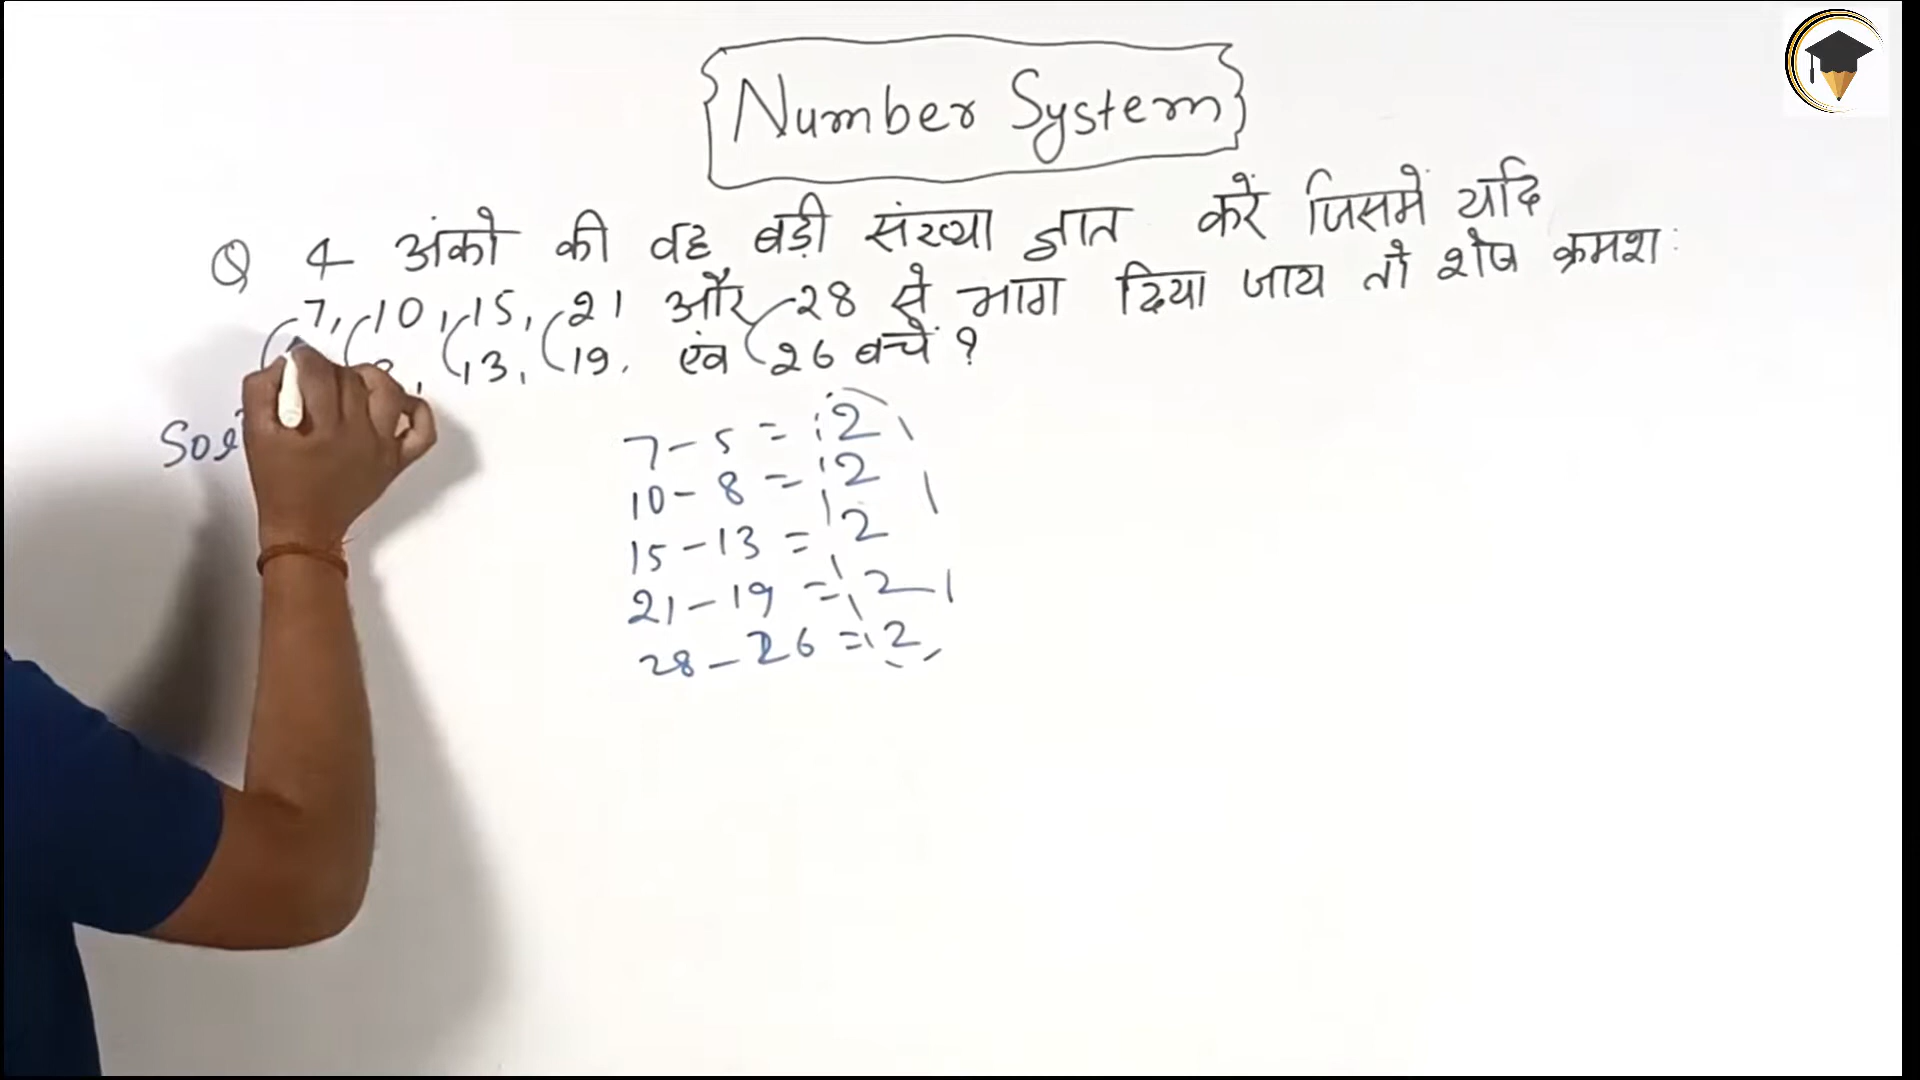 Number System
Q 4 अंको की वह बड़ी संख्या ज्ञात करें जिसमें यदि
7, 10, 15, 21 और 28 से भाग दिया जाय तो शेष क्रमश:
13, 19, एंव 26 बचें ?
7 - 5 = 2
10 - 8 = 2
15 - 13 = 2
21 - 19 = 2
28 - 26 = 2